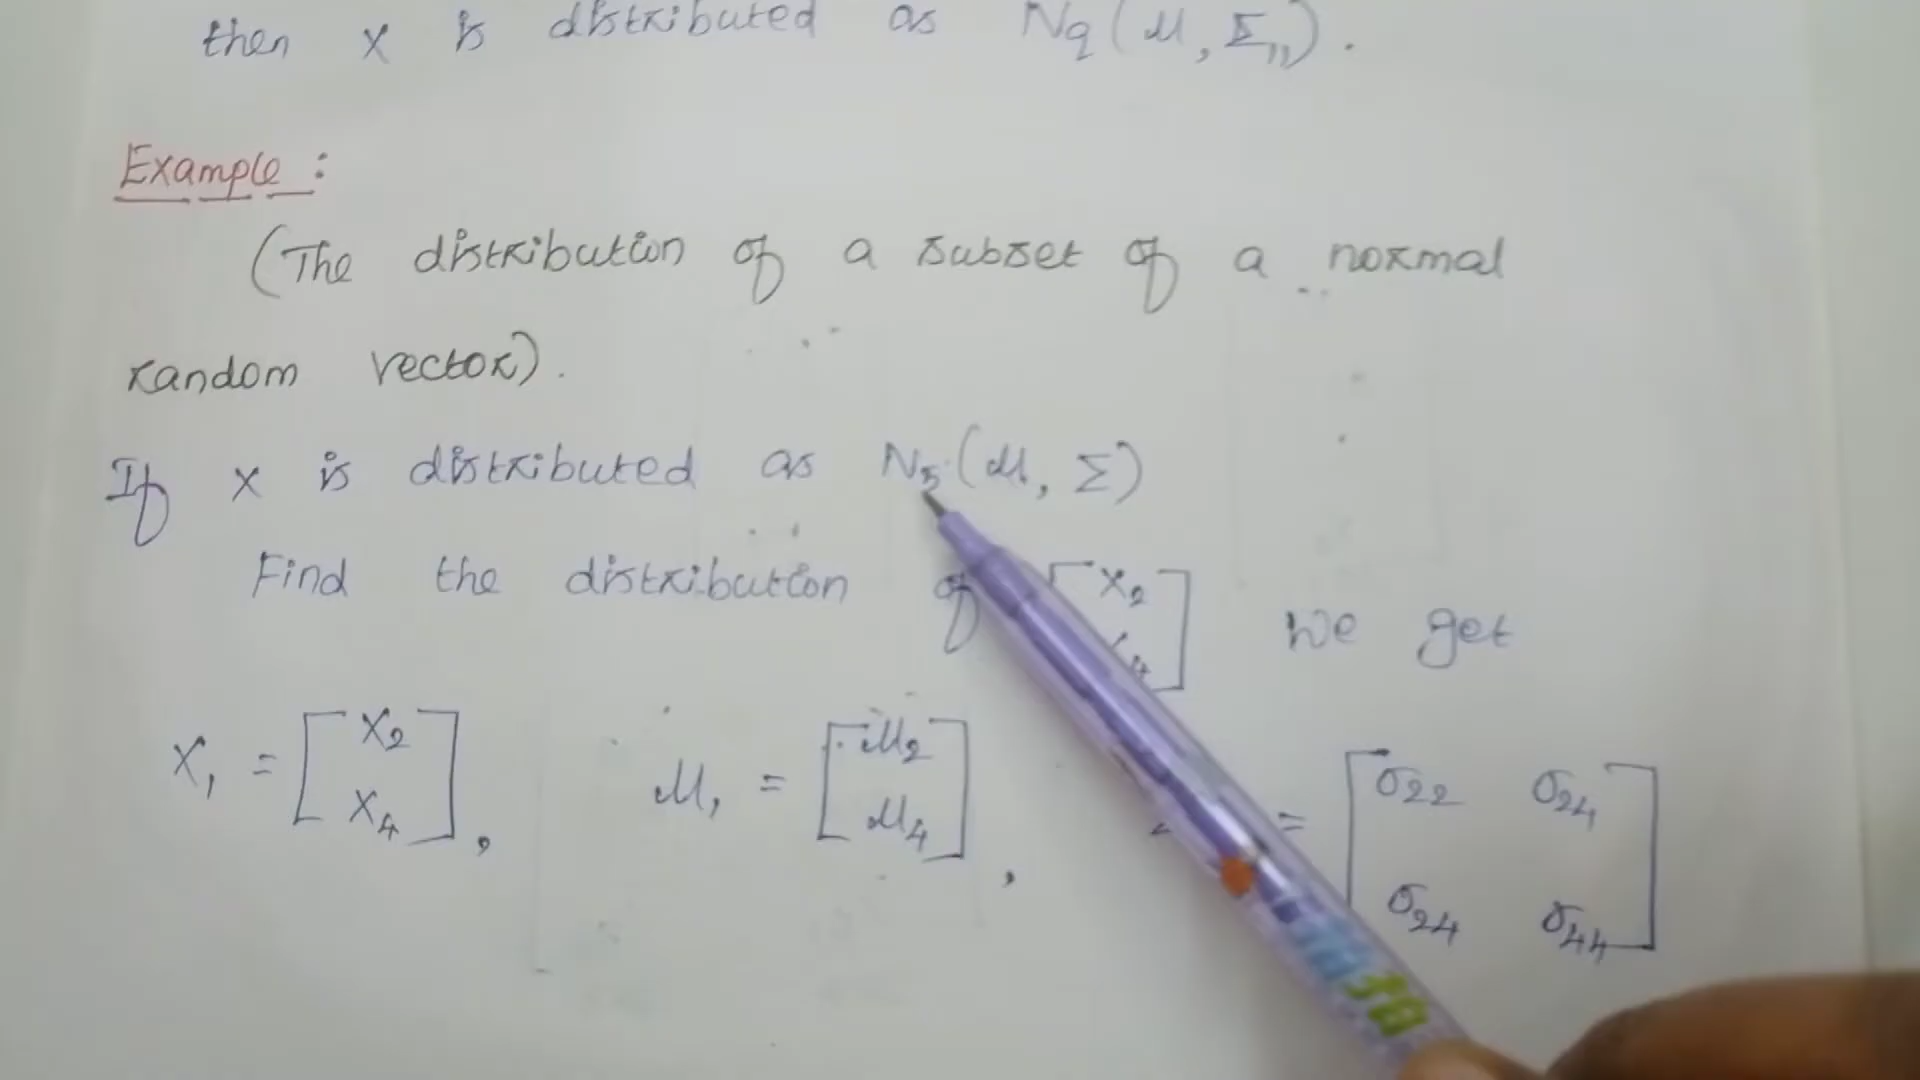 then x is distributed as Nq (μ, Σ11).
Example :
(The distribution of a subset of a normal
random vector).
If x is distributed as N5 (μ, Σ)
Find the distribution of [x2 x4] we get
X1 = [x2 x4], μ1 = [μ2 μ4], = [σ22 σ24
σ24 σ44]